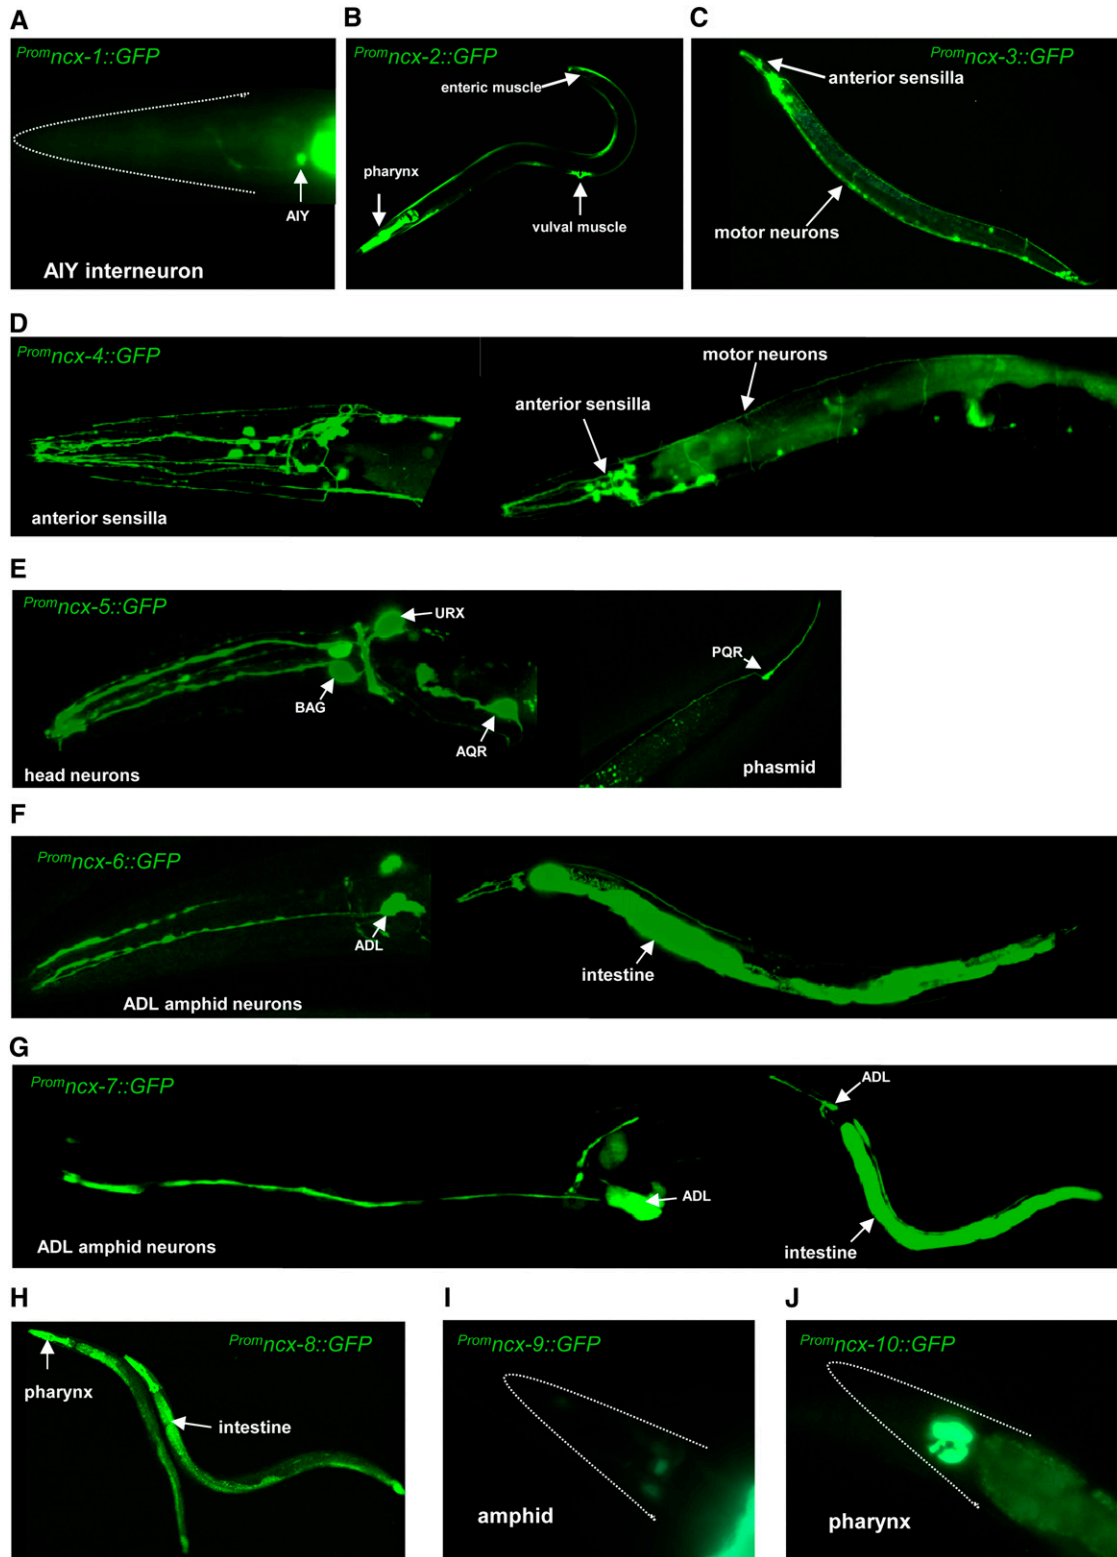 A
Promncx-1::GFP
AIY
AIY interneuron
B
Promncx-2::GFP
enteric muscle
pharynx
vulval muscle
C
Promncx-3::GFP
anterior sensilla
motor neurons
D
Promncx-4::GFP
anterior sensilla
motor neurons
anterior sensilla
E
Promncx-5::GFP
URX
BAG
AQR
head neurons
PQR
phasmid
F
Promncx-6::GFP
ADL
ADL amphid neurons
intestine
G
Promncx-7::GFP
ADL
ADL amphid neurons
ADL
intestine
H
Promncx-8::GFP
pharynx
intestine
I
Promncx-9::GFP
amphid
J
Promncx-10::GFP
pharynx